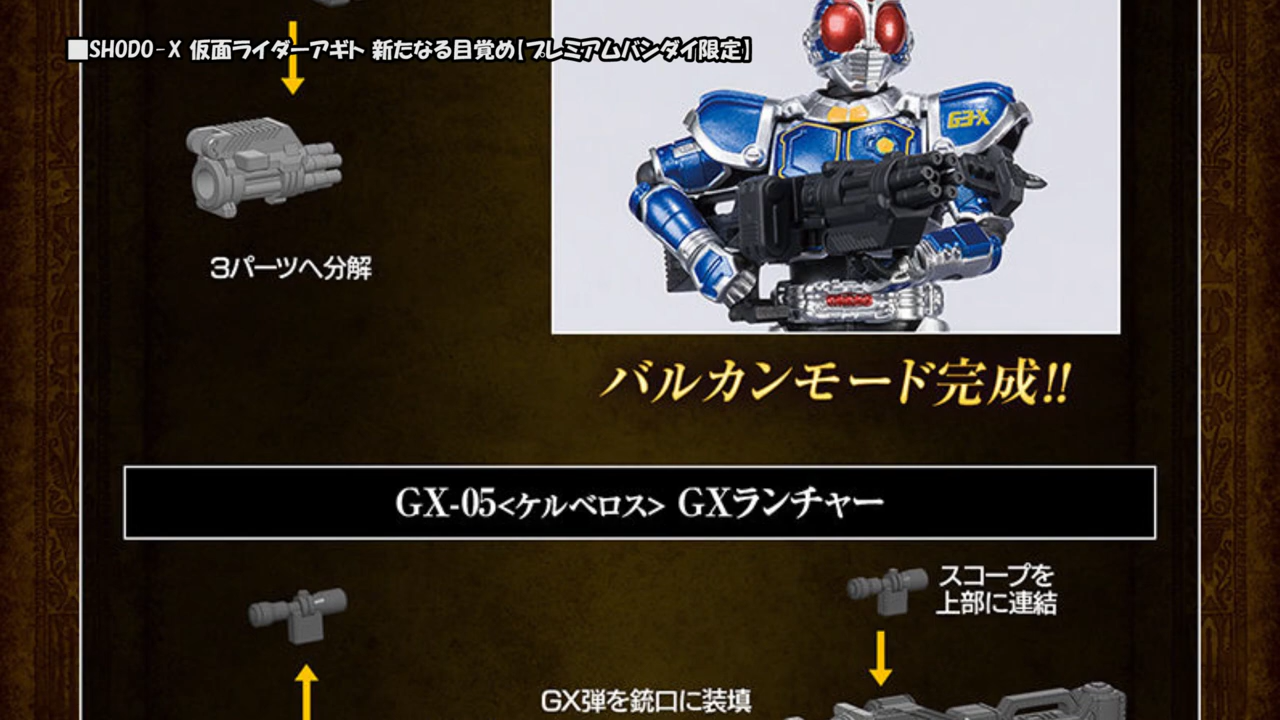 ■SHODO-X 仮面ライダーアギト 新たなる目覚め【プレミアムバンダイ限定】
G3-X
3パーツへ分解
バルカンモード完成!!
GX-05<ケルベロス> GXランチャー
スコープを
上部に連結
GX弾を銃口に装填